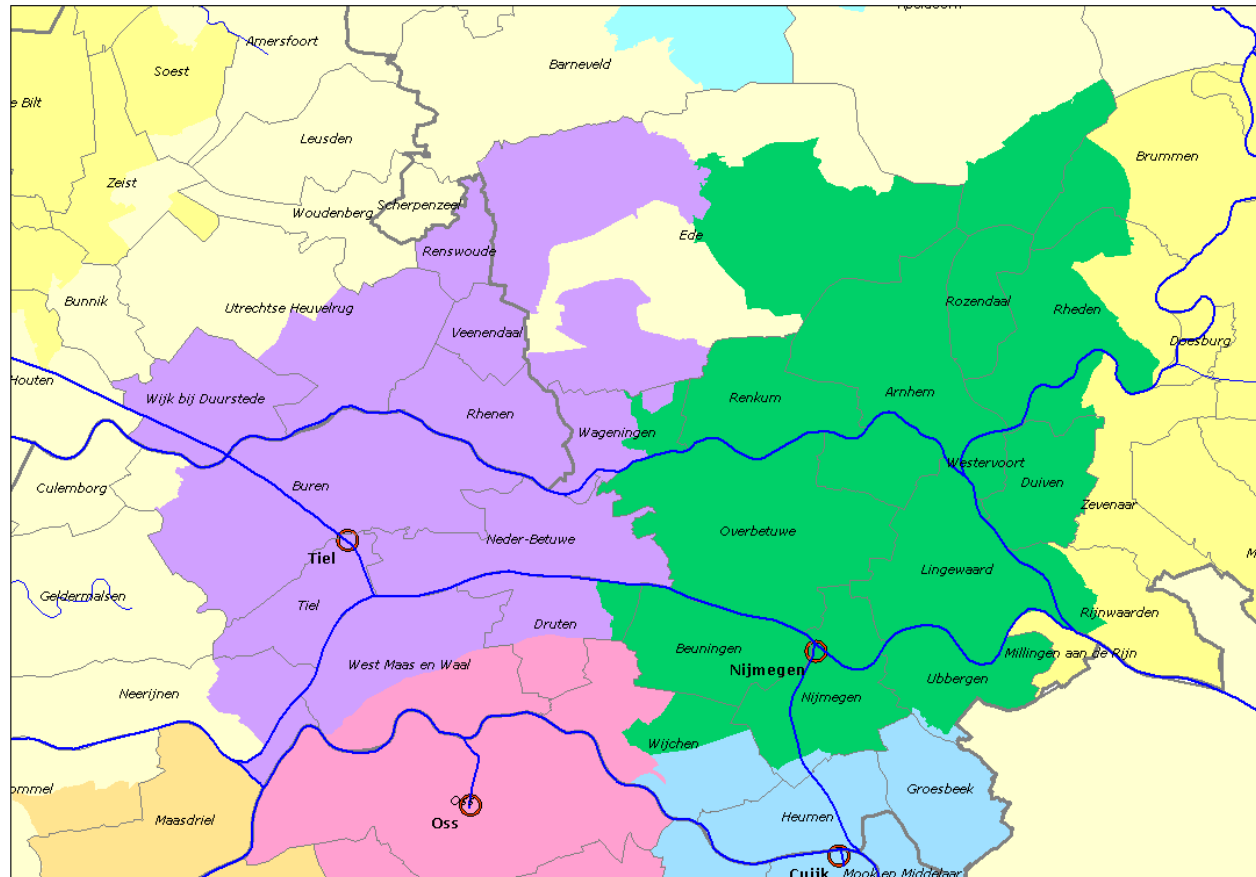 Apeldoorn
Amersfoort
Soest
Barneveld
e Bilt
Leusden
Brummen
Zeist
Woudenberg
Scherpenzeel
Ede
Renswoude
Bunnik
Utrechtse Heuvelrug
Rozendaal
Rheden
Veenendaal
Doesburg
Houten
Wijk bij Duurstede
Renkum
Arnhem
Rhenen
Wageningen
Westervoort
Culemborg
Buren
Duiven
Zevenaar
Overbetuwe
Neder-Betuwe
M
Tiel
Lingewaard
Geldermalsen
Tiel
Rijnwaarden
Druten
Beuningen
Millingen aan de Rijn
West Maas en Waal
Nijmegen
Ubbergen
Neerijnen
Nijmegen
Wijchen
ommel
Groesbeek
Oss
Maasdriel
Oss
Heumen
Cuijk
Mook en Middelaar